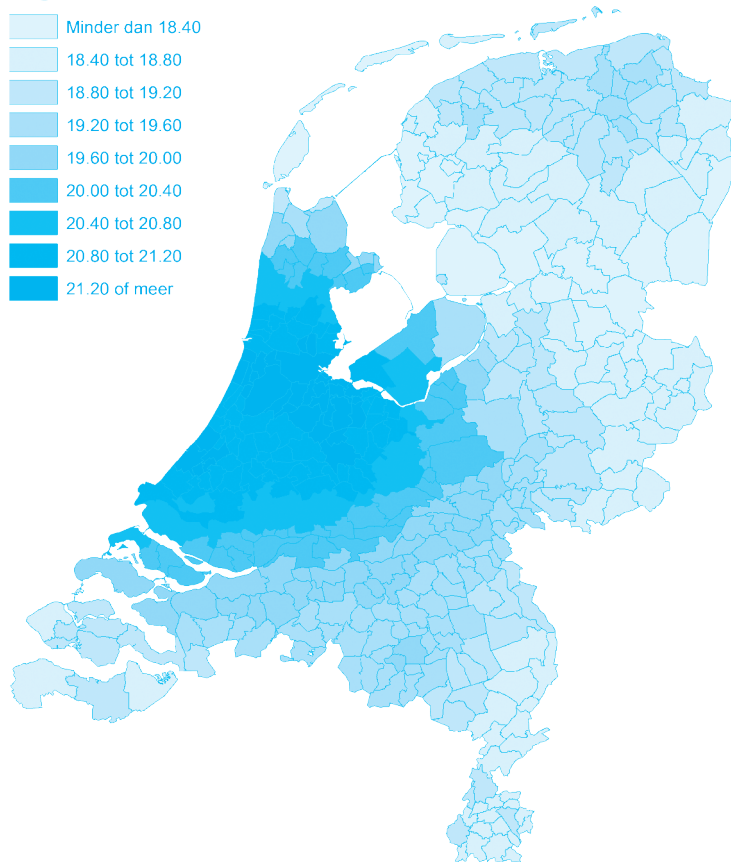 Minder dan 18.40
18.40 tot 18.80
18.80 tot 19.20
19.20 tot 19.60
19.60 tot 20.00
20.00 tot 20.40
20.40 tot 20.80
20.80 tot 21.20
21.20 of meer